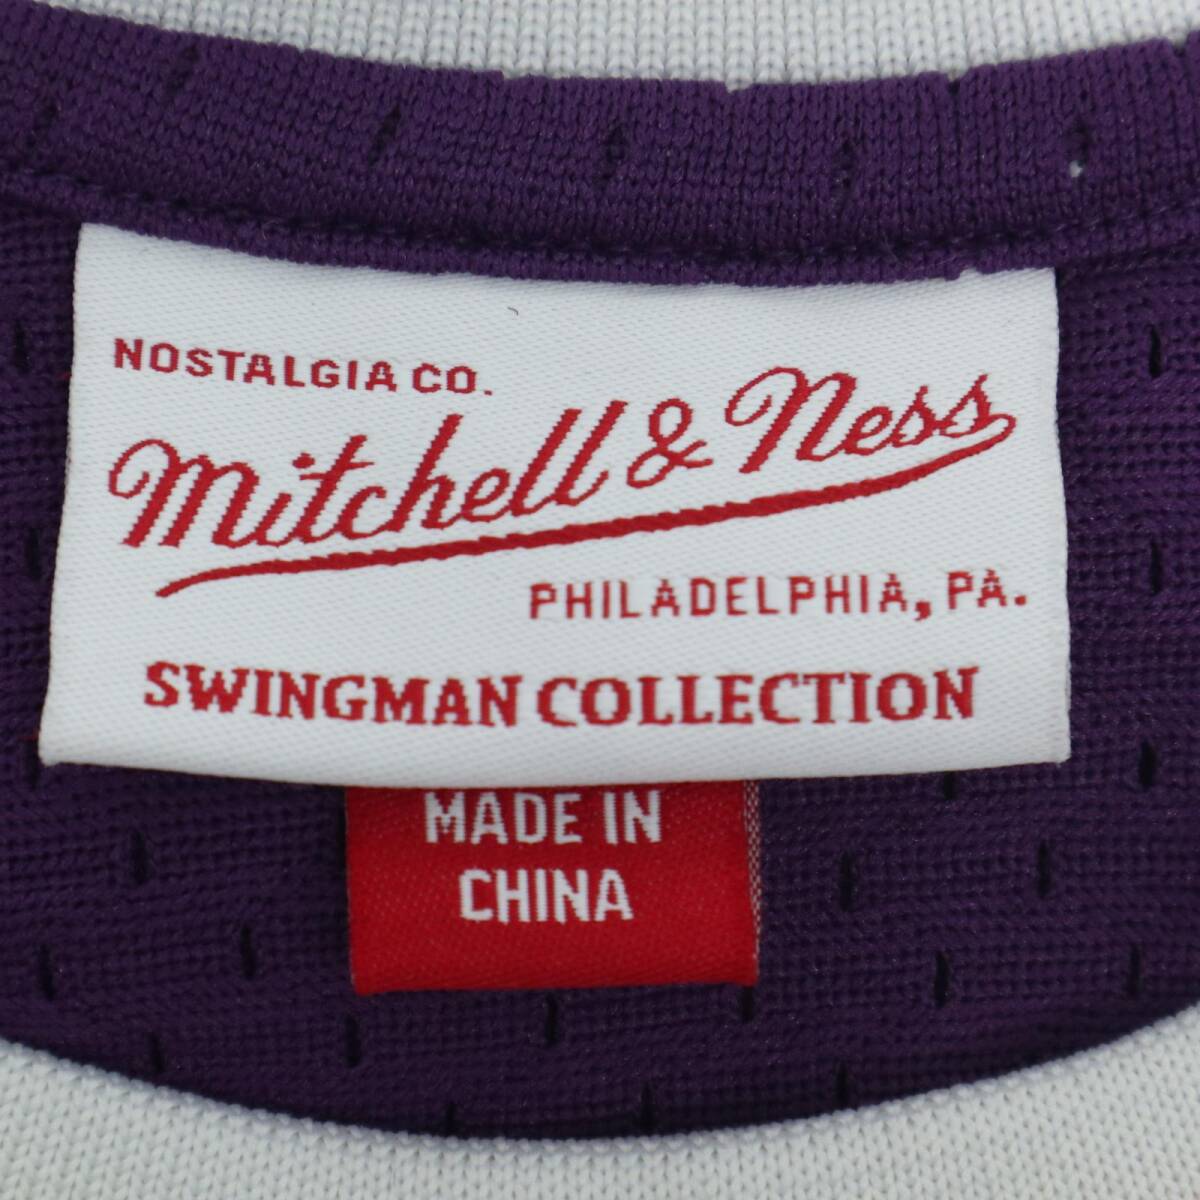 NOSTALGIA CO.
Mitchell & Ness
PHILADELPHIA, PA.
SWINGMAN COLLECTION
MADE IN
CHINA